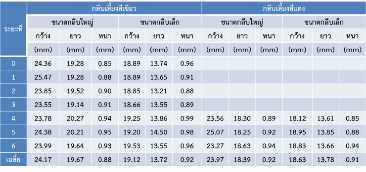 ระยะที่ กลีบเลี้ยงสีเขียว กลีบเลี้ยงสีแดง
ขนาดกลีบใหญ่ ขนาดกลีบเล็ก ขนาดกลีบใหญ่ ขนาดกลีบเล็ก
กว้าง ยาว หนา กว้าง ยาว หนา กว้าง ยาว หนา กว้าง ยาว หนา
(mm) (mm) (mm) (mm) (mm) (mm) (mm) (mm) (mm) (mm) (mm) (mm)
0 24.36 19.28 0.85 18.89 13.74 0.96
1 25.47 19.28 0.88 18.89 13.65 0.91
2 23.85 19.52 0.90 18.85 13.21 0.88
3 23.55 19.14 0.91 18.66 13.55 0.89
4 23.78 20.27 0.94 19.25 13.86 0.99 23.56 18.30 0.89 18.12 13.61 0.85
5 24.38 20.21 0.95 19.20 14.50 0.98 25.07 18.25 0.92 18.95 13.85 0.88
6 23.99 19.64 0.93 19.53 13.55 0.96 23.27 18.63 0.94 18.83 13.66 0.94
เฉลี่ย 24.17 19.67 0.88 19.12 13.72 0.92 23.97 18.39 0.92 18.63 13.78 0.91